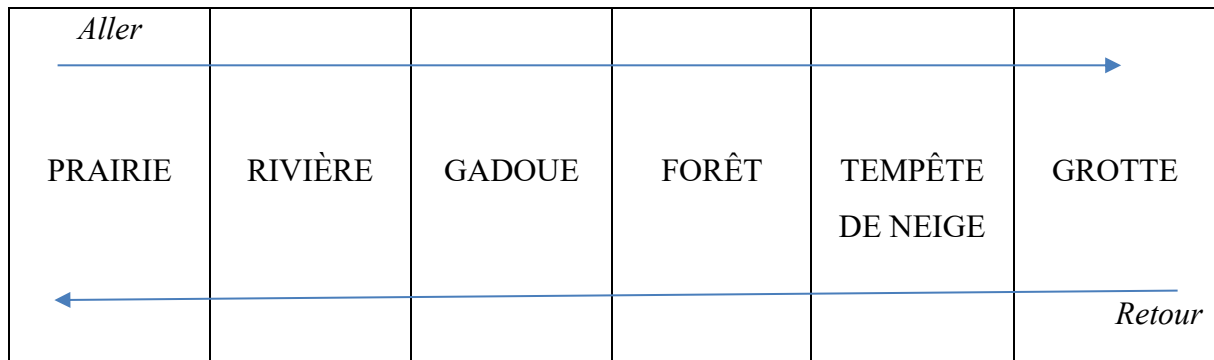 Aller
PRAIRIE
RIVIÈRE
GADOUE
FORÊT
TEMPÊTE
DE NEIGE
GROTTE
Retour